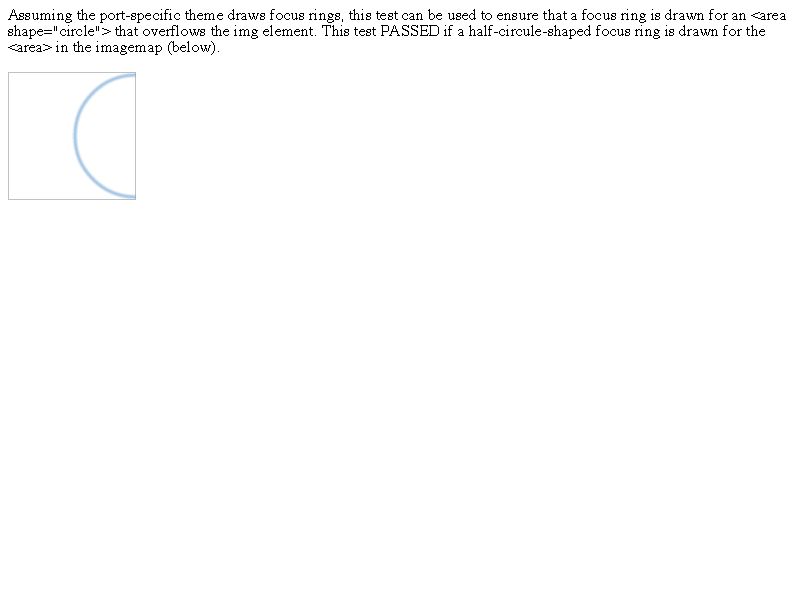 Assuming the port-specific theme draws focus rings, this test can be used to ensure that a focus ring is drawn for an <area
shape="circle"> that overflows the img element. This test PASSED if a half-circule-shaped focus ring is drawn for the
<area> in the imagemap (below).